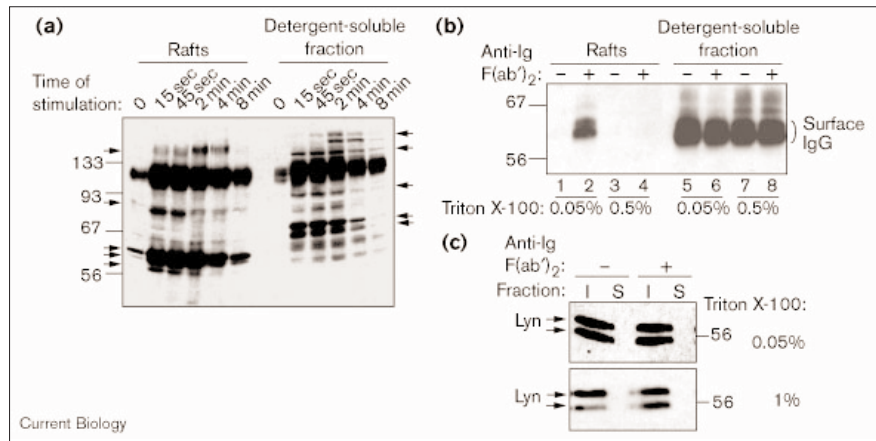 (a)
Rafts
Detergent-soluble
fraction
Time of
stimulation:
0 15 sec 45 sec 2 min 4 min 8 min
0 15 sec 45 sec 2 min 4 min 8 min
133
93
67
56
(b)
Anti-Ig
F(ab′)2:
Rafts
Detergent-soluble
fraction
– + – + – + – +
67
56
Surface
IgG
1 2 3 4 5 6 7 8
Triton X-100: 0.05% 0.5% 0.05% 0.5%
(c)
Anti-Ig
F(ab′)2: – +
Fraction: I S I S
Triton X-100:
Lyn
56
0.05%
Lyn
56
1%
Current Biology